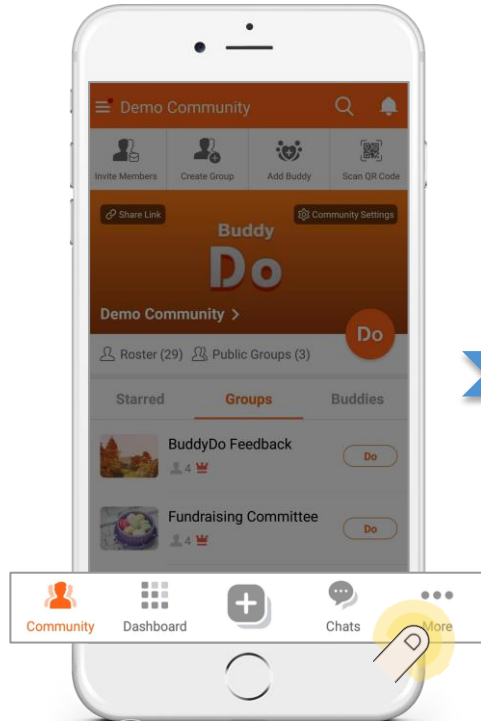 Demo Community
Invite Members
Create Group
Add Buddy
Scan QR Code
Share Link
Community Settings
Buddy
Do
Demo Community >
Do
Roster (29) Public Groups (3)
Starred
Groups
Buddies
BuddyDo Feedback
4
Do
Fundraising Committee
4
Do
Community
Dashboard
Chats
More